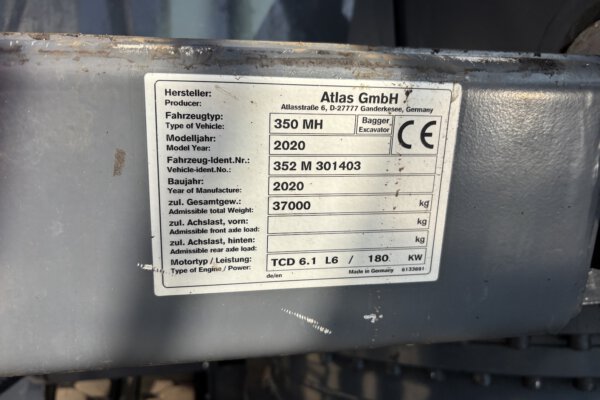 Hersteller: Atlas GmbH
Producer: Atlasstraße 6, D-27777 Ganderkesee, Germany
Fahrzeugtyp: 350 MH Bagger CE
Type of Vehicle: Excavator
Modelljahr: 2020
Model Year:
Fahrzeug-Ident.Nr.: 352 M 301403
Vehicle-ident.No.:
Baujahr: 2020
Year of Manufacture:
zul. Gesamtgew.: 37000 kg
Admissible total Weight:
zul. Achslast, vorn: kg
Admissible front axle load:
zul. Achslast, hinten: kg
Admissible rear axle load:
Motortyp / Leistung: TCD 6.1 L6 / 180 KW
Type of Engine / Power:
de/en Made in Germany 6133691